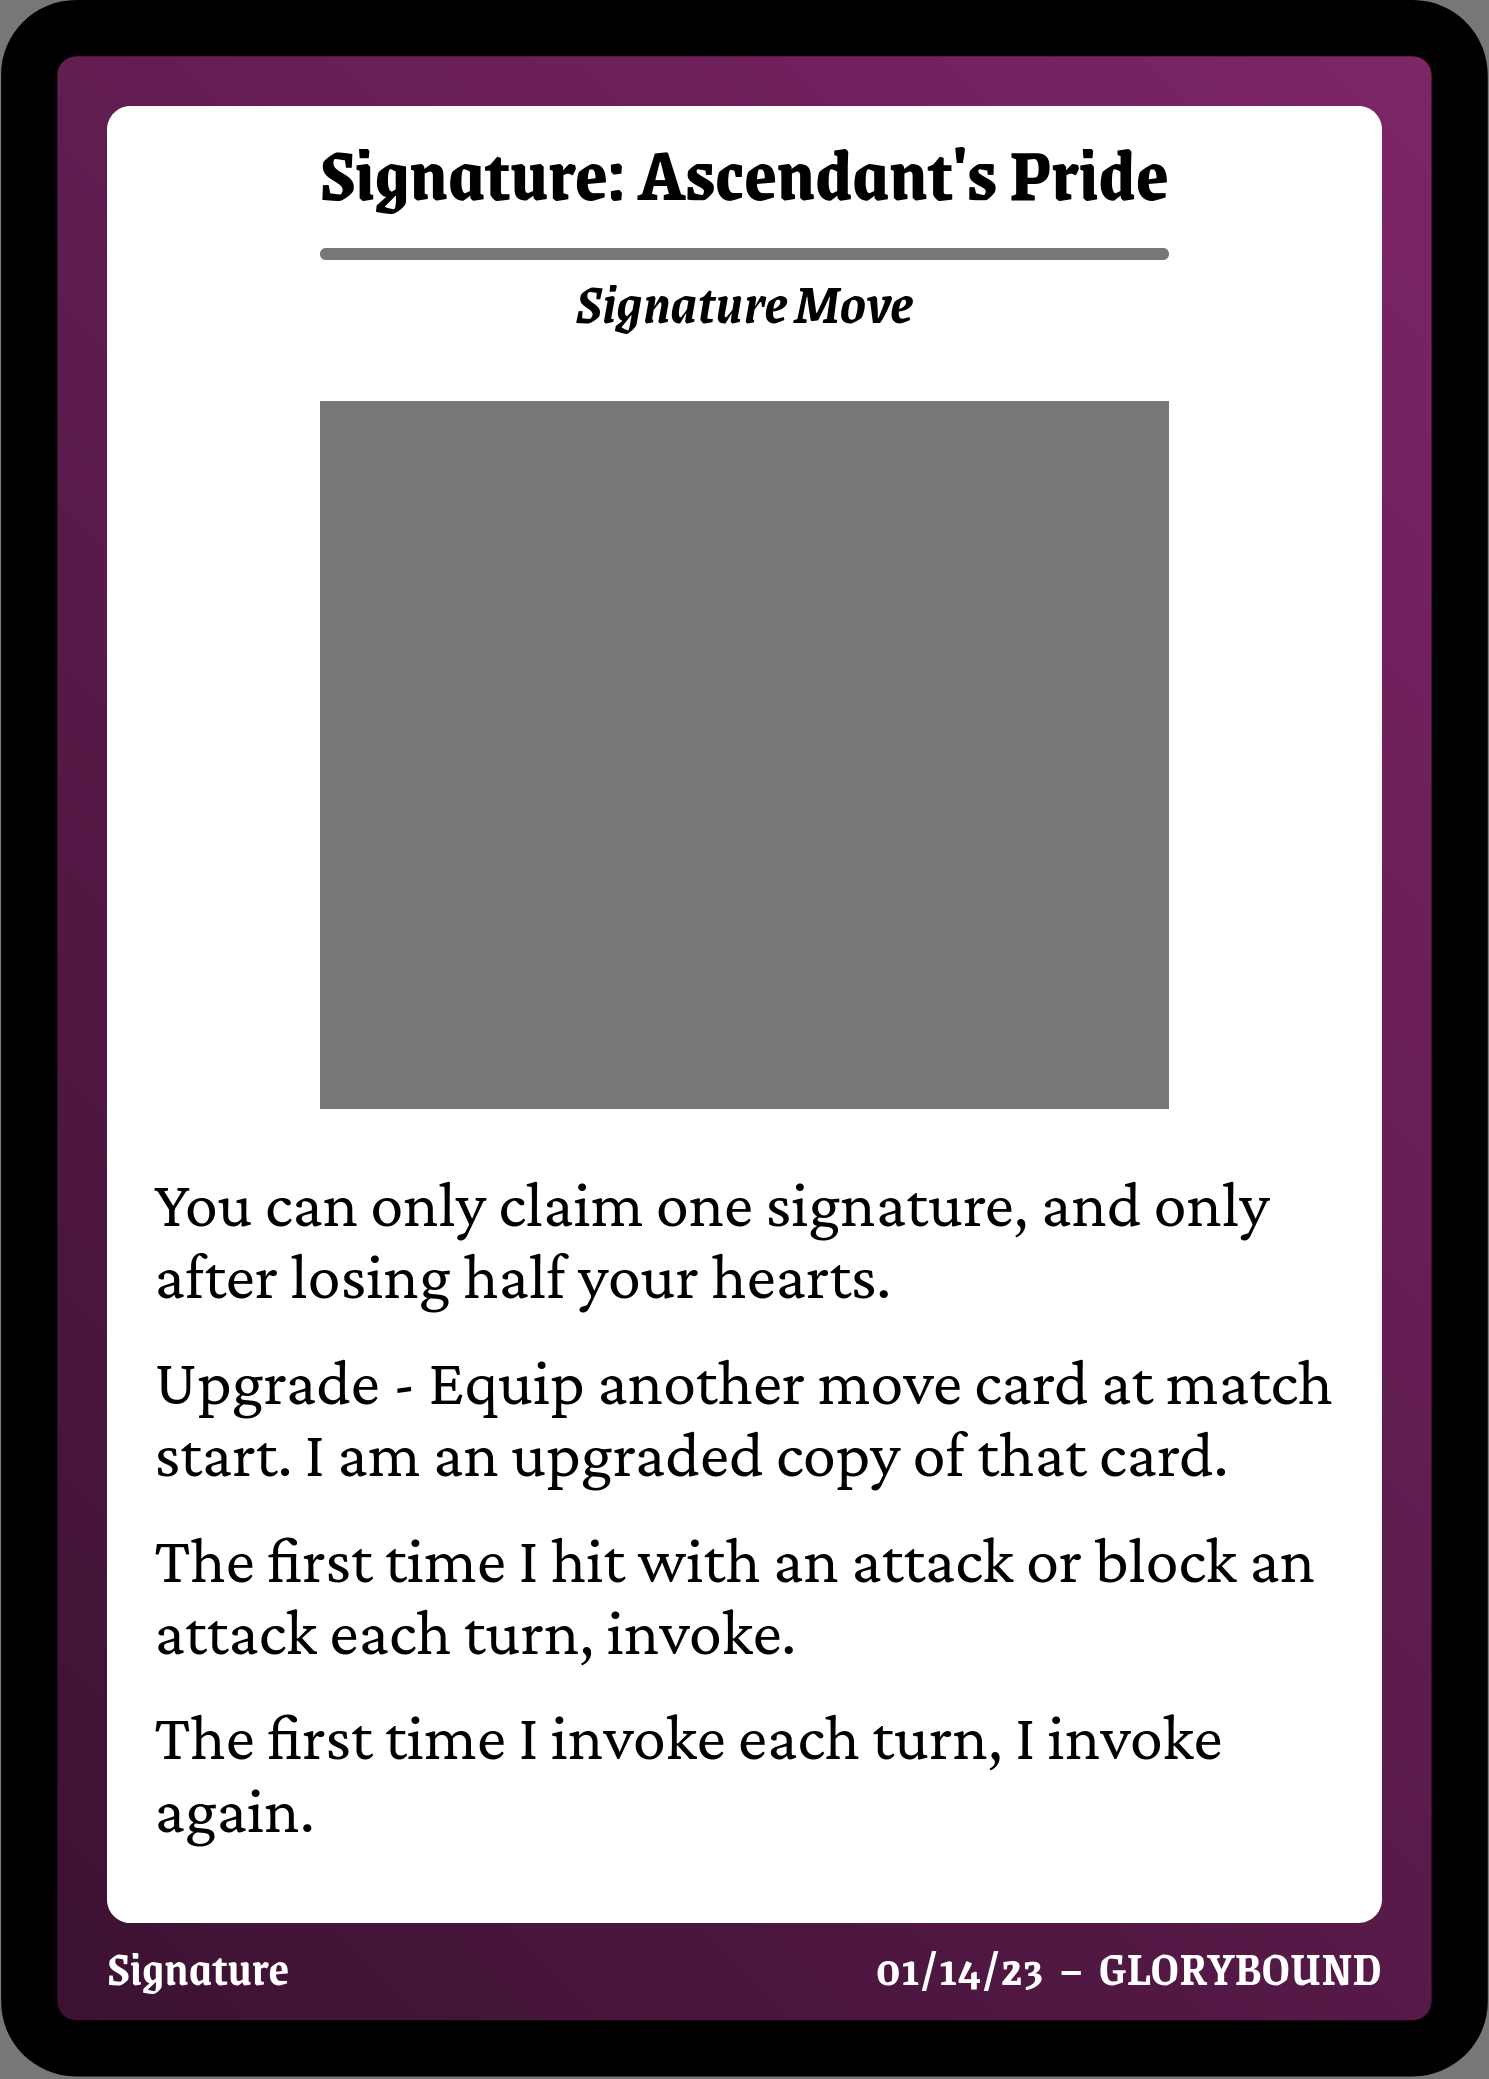 Signature: Ascendant's Pride
Signature Move
You can only claim one signature, and only
after losing half your hearts.
Upgrade - Equip another move card at match
start. I am an upgraded copy of that card.
The first time I hit with an attack or block an
attack each turn, invoke.
The first time I invoke each turn, I invoke
again.
Signature
01/14/23 – GLORYBOUND